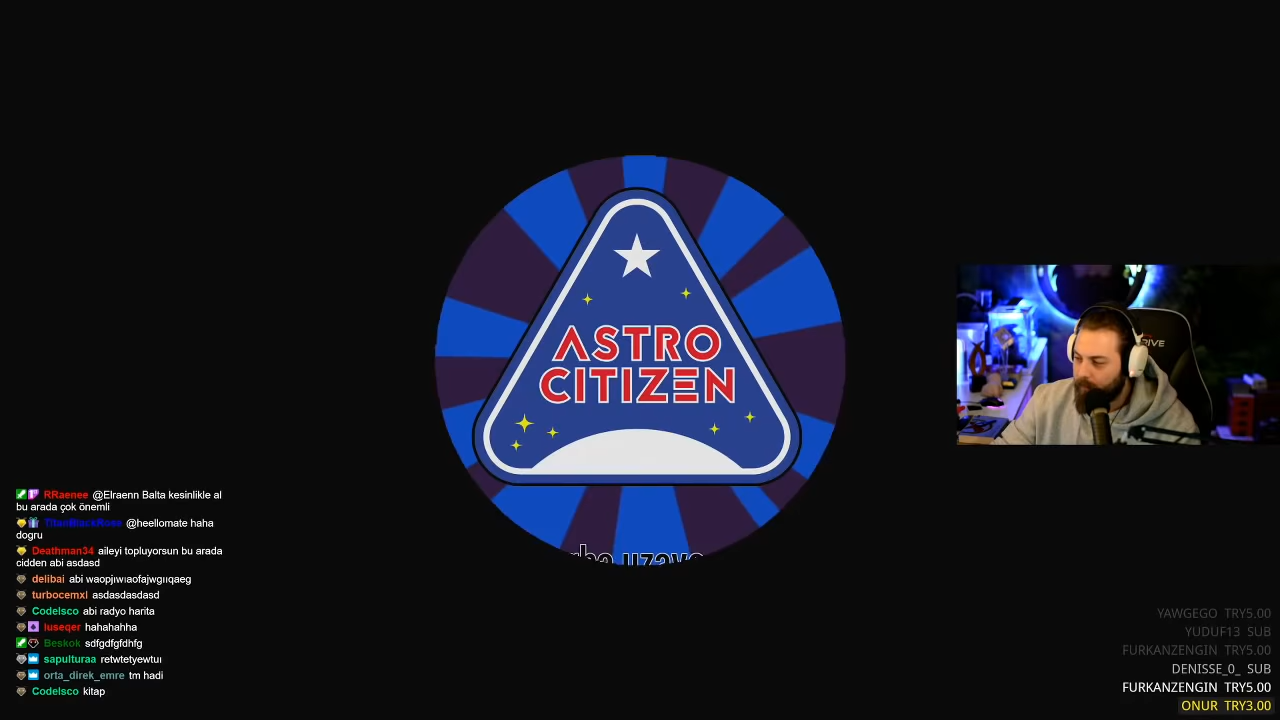 ASTRO
CITIZEN
RIVE
RRaenee @Elraenn Balta kesinlikle al
bu arada çok önemli
TitanBlackRose @heellomate haha
dogru
Deathman34 aileyi topluyorsun bu arada
cidden abi asdasd
delibai abi waopjıwıaofajwgııqaeg
turbocemxl asdasdasdasd
Codelsco abi radyo harita
luseqer hahahahha
Beskok sdfgdfgfdhfg
sapulturaa retwtetyewtuı
orta_direk_emre tm hadi
Codelsco kitap
YAWGEGO TRY5.00
YUDUF13 SUB
FURKANZENGIN TRY5.00
DENISSE_0_ SUB
FURKANZENGIN TRY5.00
ONUR TRY3.00